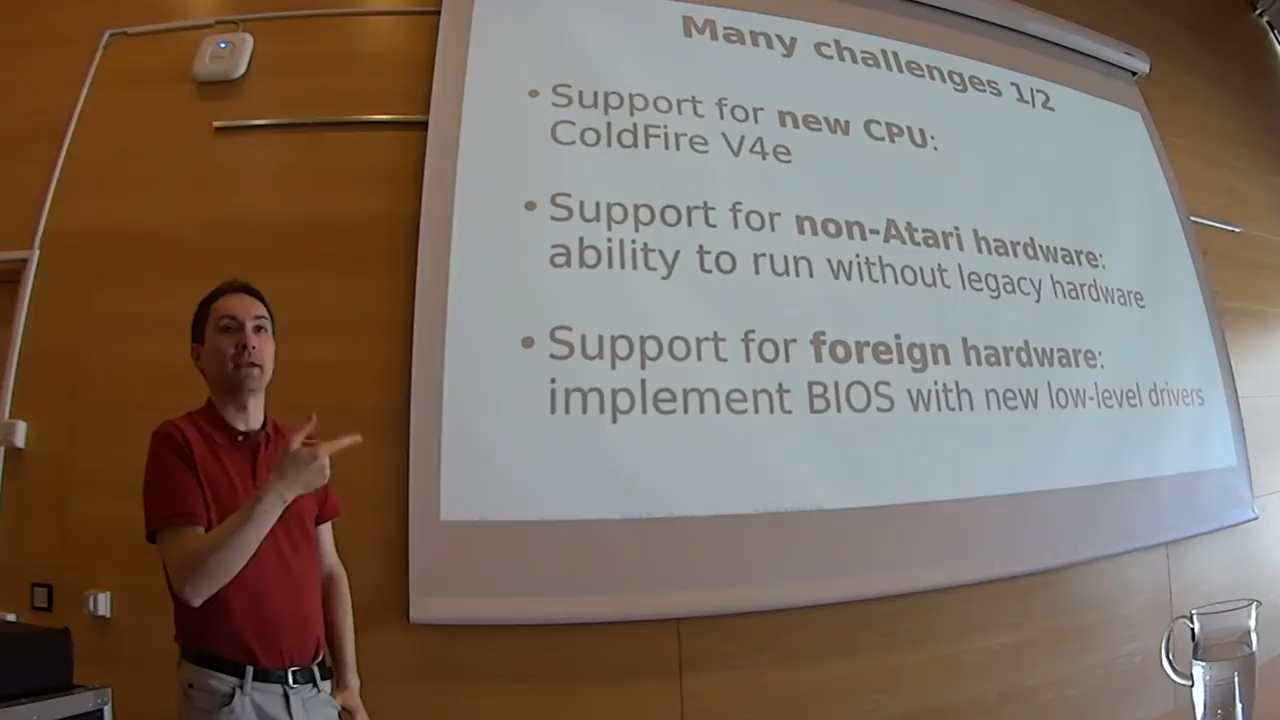 Many challenges 1/2
• Support for new CPU:
ColdFire V4e
• Support for non-Atari hardware:
ability to run without legacy hardware
• Support for foreign hardware:
implement BIOS with new low-level drivers